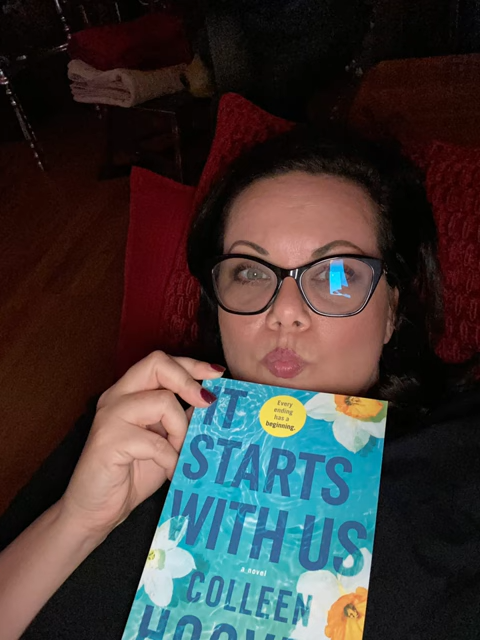 IT
Every
ending
has a
beginning.
STARTS
WITH US
a novel
COLLEEN